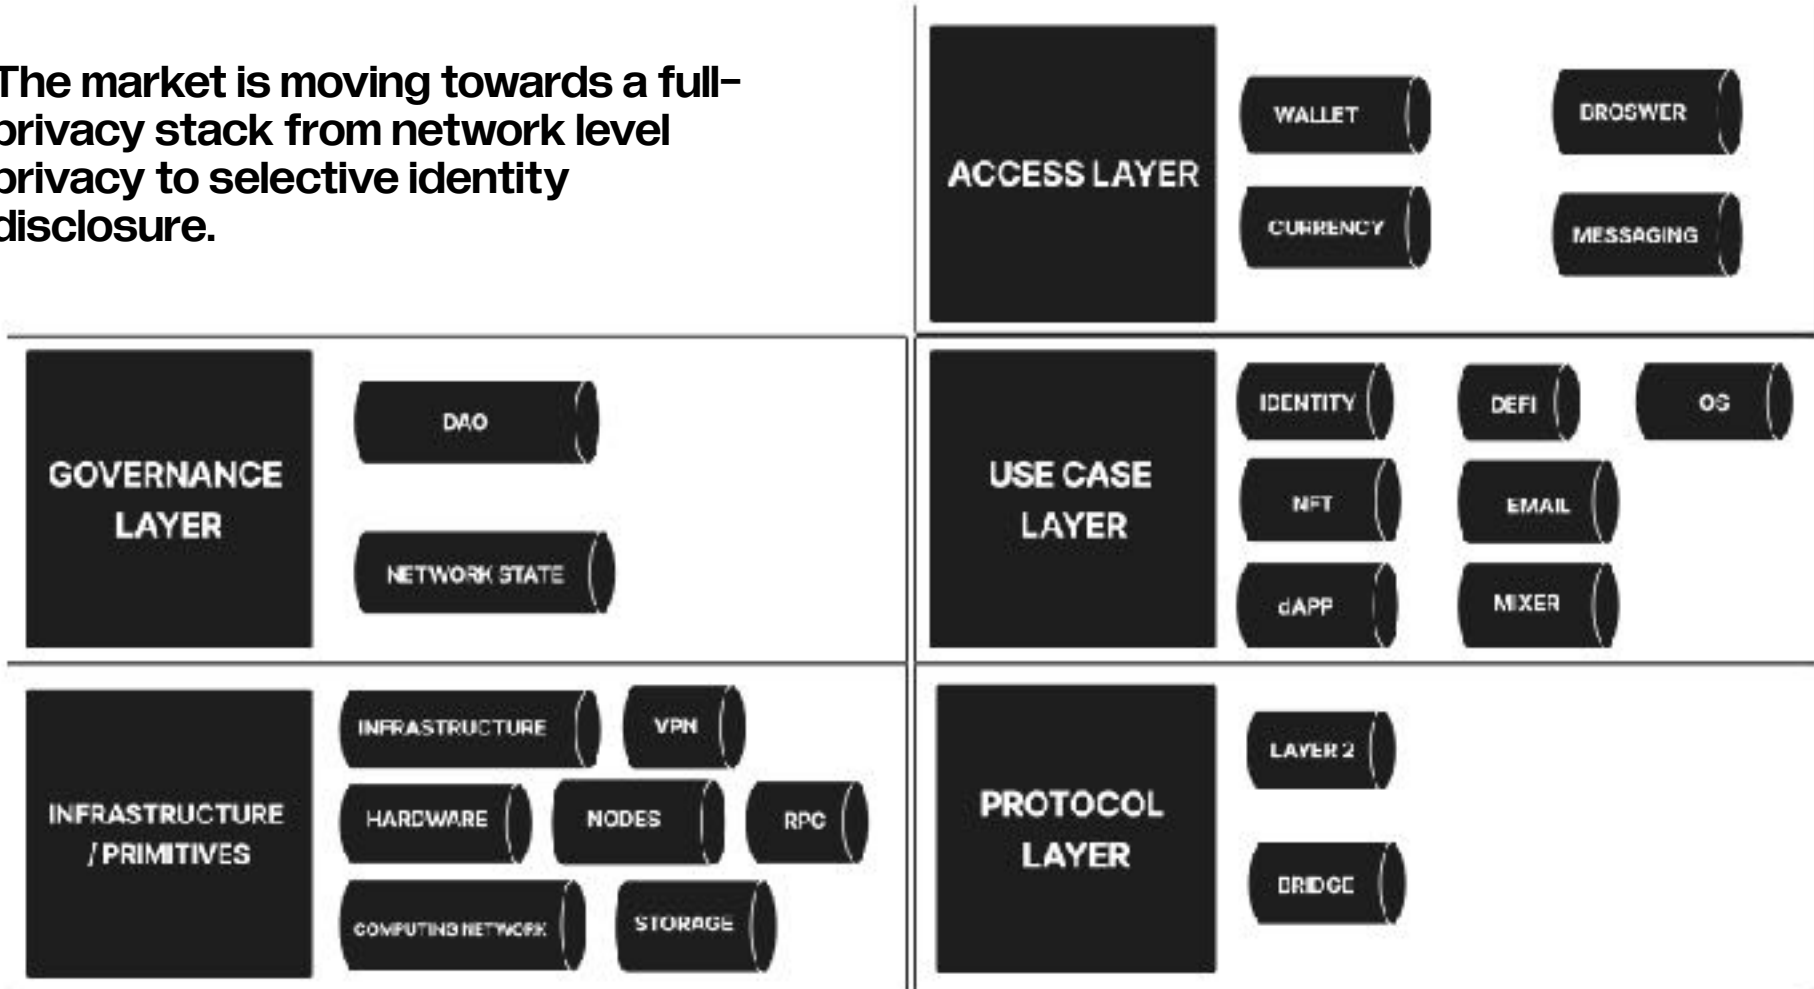 The market is moving towards a full-
privacy stack from network level
privacy to selective identity
disclosure.
ACCESS LAYER
WALLET
DROSWER
CURRENCY
MESSAGING
GOVERNANCE
LAYER
DAO
NETWORK STATE
USE CASE
LAYER
IDENTITY
DEFI
OS
NFT
EMAIL
dAPP
MIXER
INFRASTRUCTURE
/ PRIMITIVES
INFRASTRUCTURE
VPN
HARDWARE
NODES
RPC
COMPUTING NETWORK
STORAGE
PROTOCOL
LAYER
LAYER 2
BRIDGE